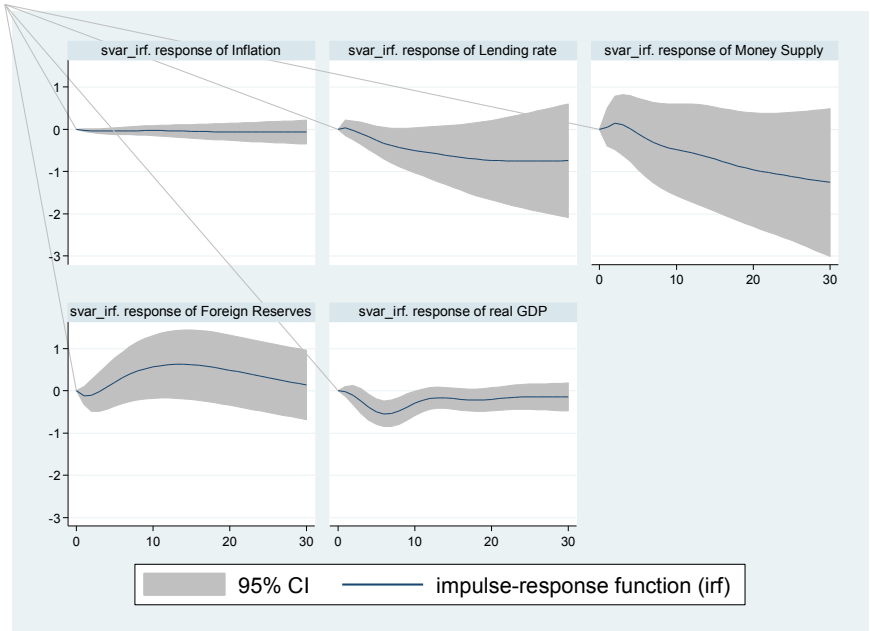 svar_irf. response of Inflation
svar_irf. response of Lending rate
svar_irf. response of Money Supply
1
0
-1
-2
-3
0 10 20 30
svar_irf. response of Foreign Reserves
svar_irf. response of real GDP
1
0
-1
-2
-3
0 10 20 30
0 10 20 30
95% CI
impulse-response function (irf)